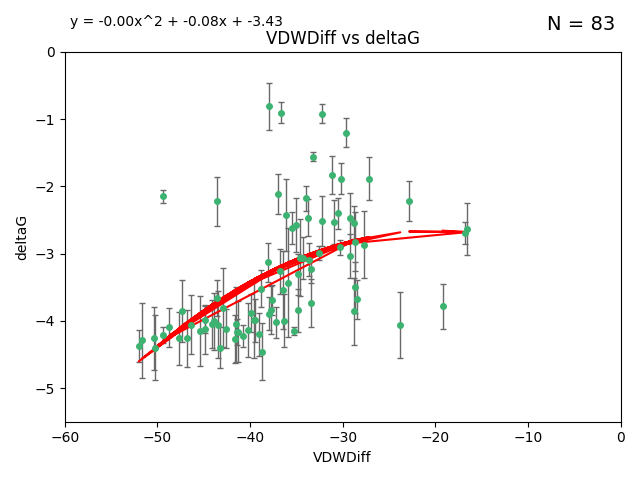 y = -0.00x^2 + -0.08x + -3.43
N = 83
VDWDiff vs deltaG
0
−1
−2
−3
−4
−5
deltaG
−60 −50 −40 −30 −20 −10 0
VDWDiff